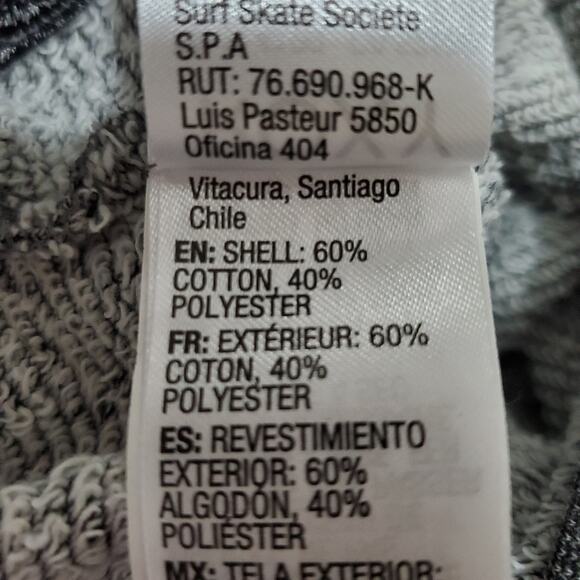 Surf Skate Societe
S.P.A
RUT: 76.690.968-K
Luis Pasteur 5850
Oficina 404
Vitacura, Santiago
Chile
EN: SHELL: 60%
COTTON, 40%
POLYESTER
FR: EXTÉRIEUR: 60%
COTON, 40%
POLYESTER
ES: REVESTIMIENTO
EXTERIOR: 60%
ALGODÓN, 40%
POLIÉSTER
MX: TELA EXTERIOR: